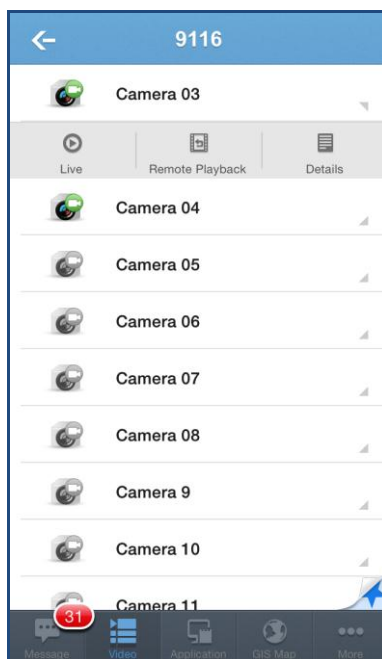 9116
Camera 03
Live Remote Playback Details
Camera 04
Camera 05
Camera 06
Camera 07
Camera 08
Camera 9
Camera 10
Camera 11
31
Message Video Application GIS Map More